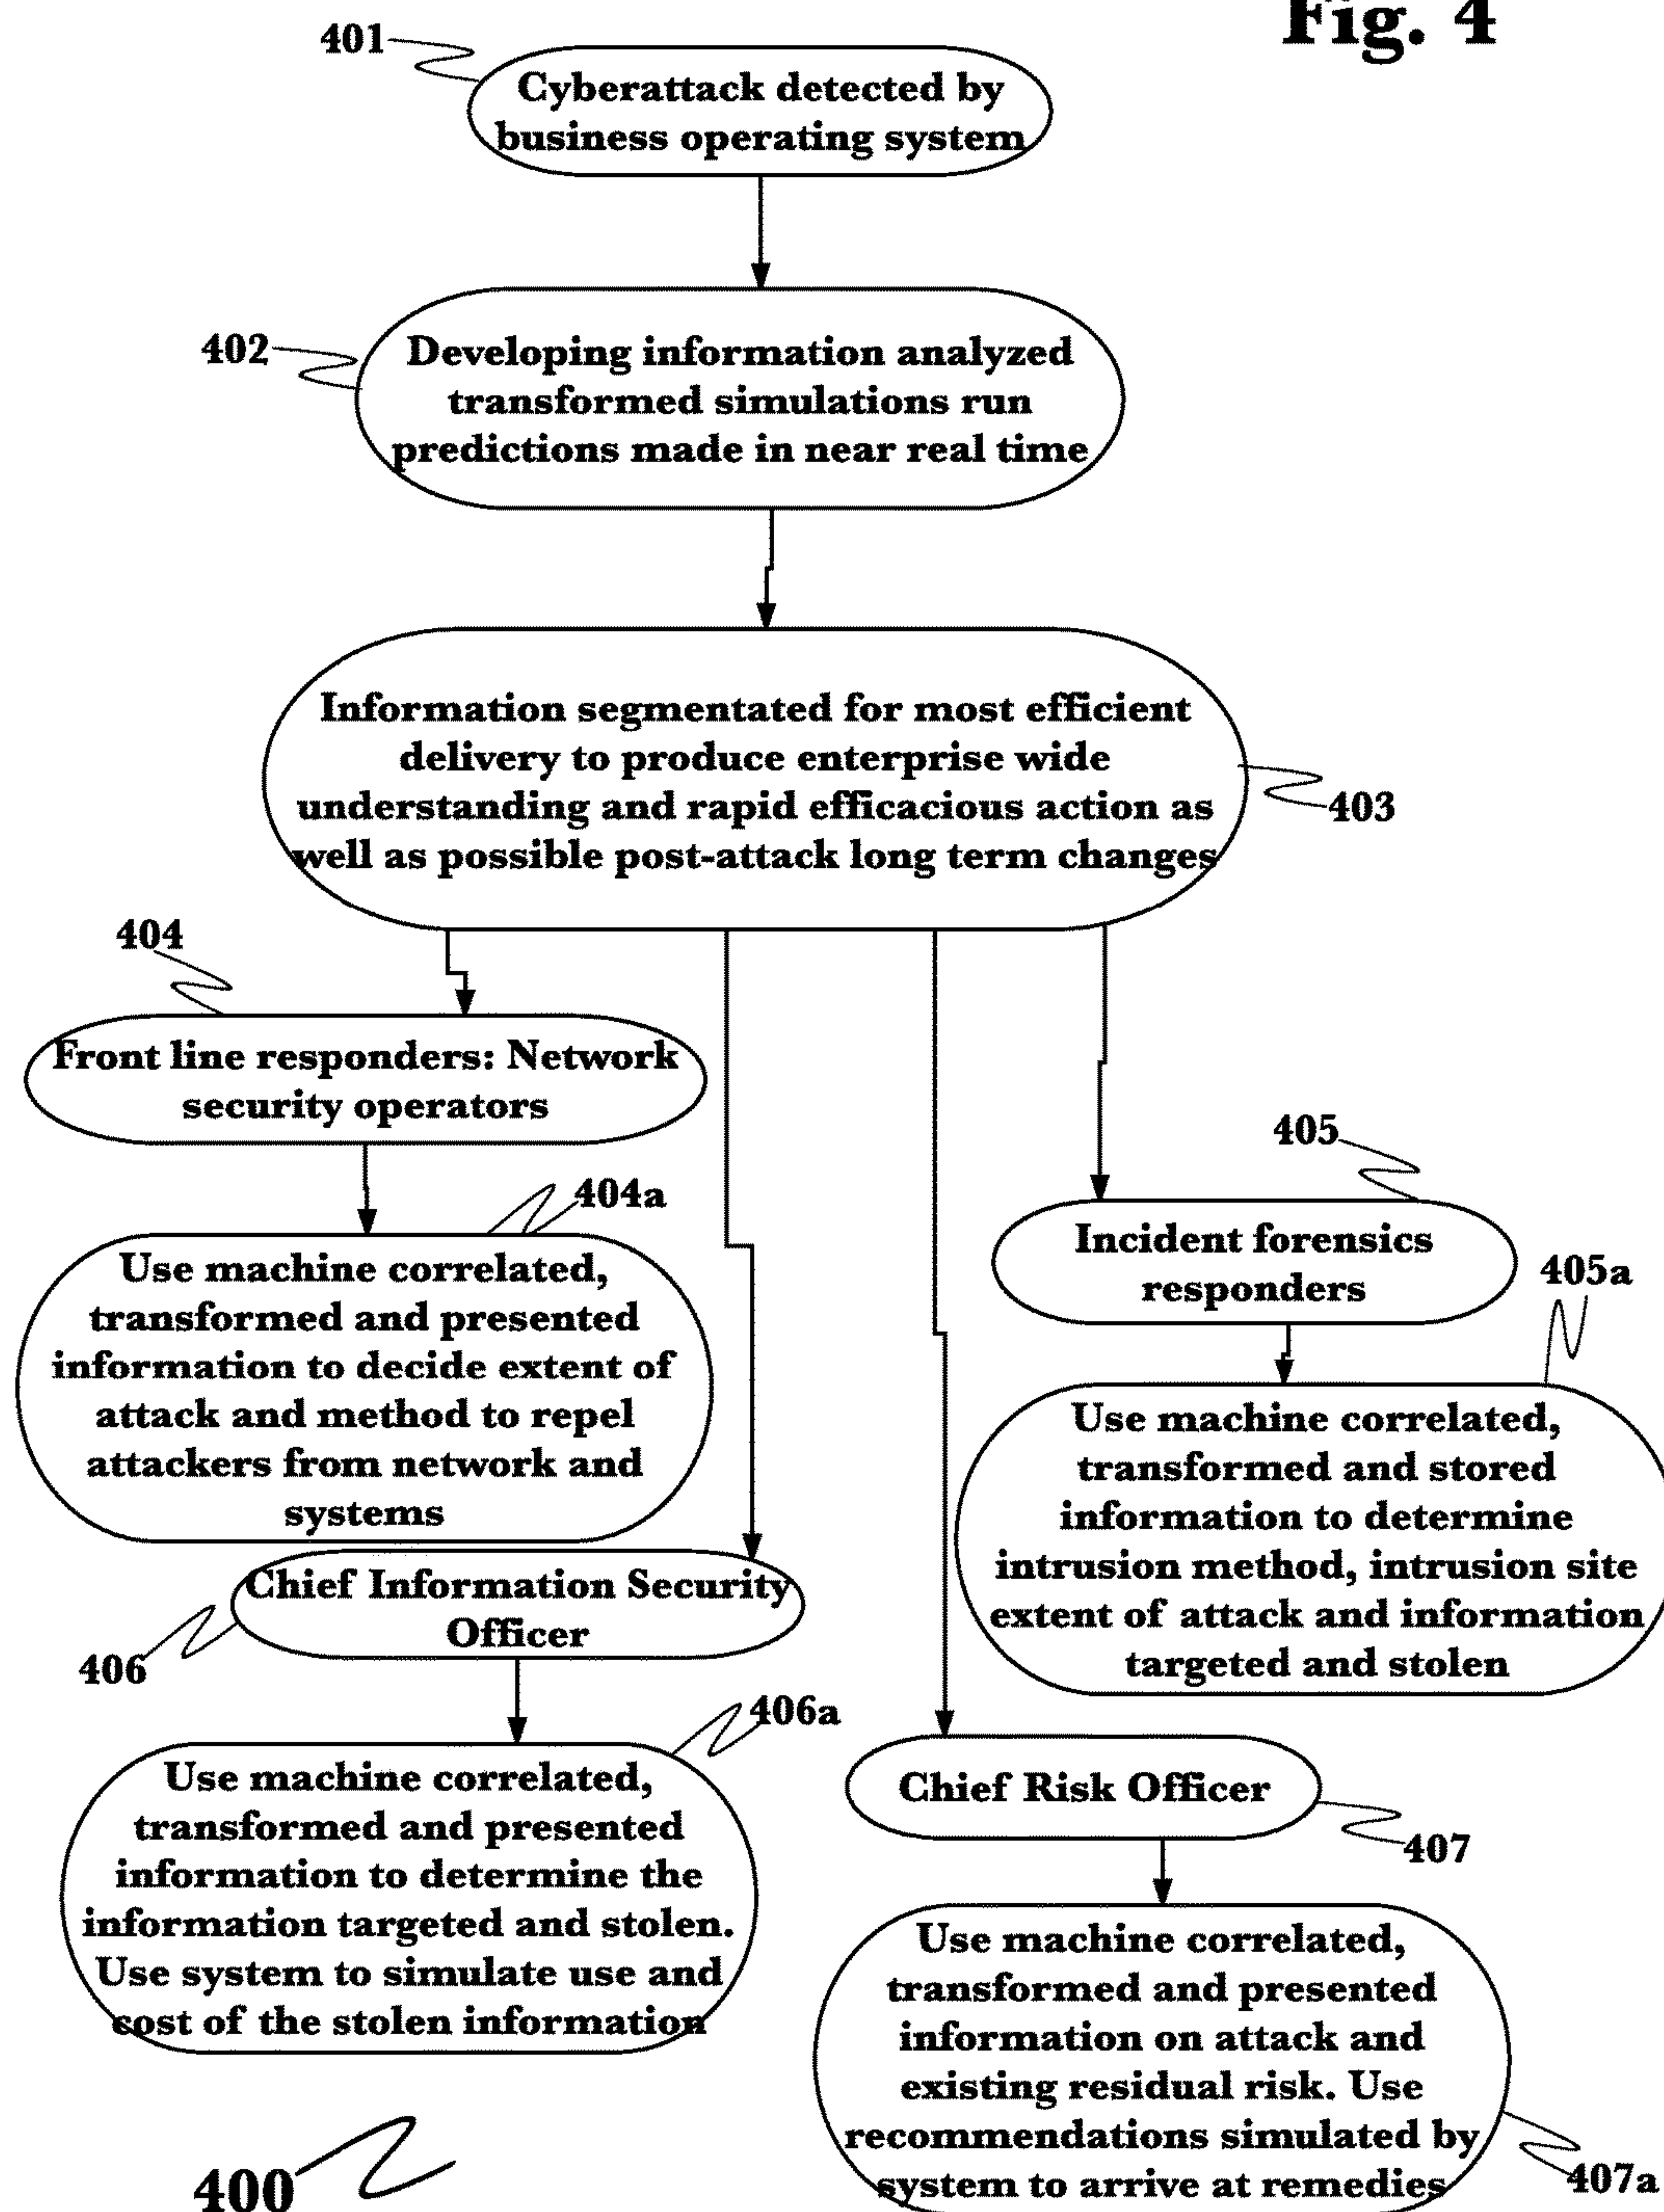 Fig. 4
401
Cyberattack detected by
business operating system
402
Developing information analyzed
transformed simulations run
predictions made in near real time
Information segmentated for most efficient
delivery to produce enterprise wide
understanding and rapid efficacious action as
well as possible post-attack long term changes
403
404
Front line responders: Network
security operators
404a
Use machine correlated,
transformed and presented
information to decide extent of
attack and method to repel
attackers from network and
systems
405
Incident forensics
responders
405a
Use machine correlated,
transformed and stored
information to determine
intrusion method, intrusion site
extent of attack and information
targeted and stolen
Chief Information Security
Officer
406
406a
Use machine correlated,
transformed and presented
information to determine the
information targeted and stolen.
Use system to simulate use and
cost of the stolen information
Chief Risk Officer
407
Use machine correlated,
transformed and presented
information on attack and
existing residual risk. Use
recommendations simulated by
system to arrive at remedies
407a
400